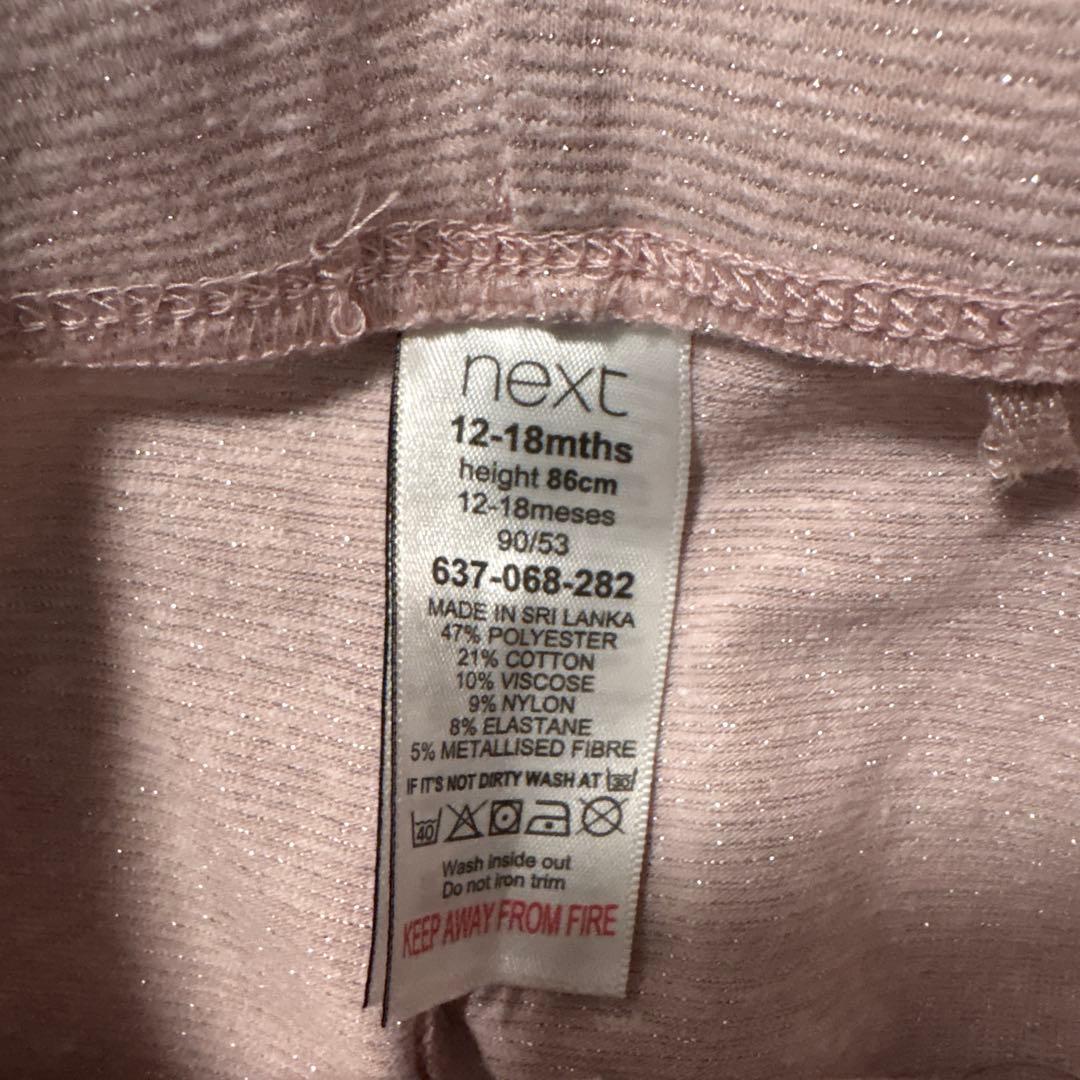 next
12-18mths
height 86cm
12-18meses
90/53
637-068-282
MADE IN SRI LANKA
47% POLYESTER
21% COTTON
10% VISCOSE
9% NYLON
8% ELASTANE
5% METALLISED FIBRE
IF IT'S NOT DIRTY WASH AT 30
40
Wash inside out
Do not iron trim
KEEP AWAY FROM FIRE